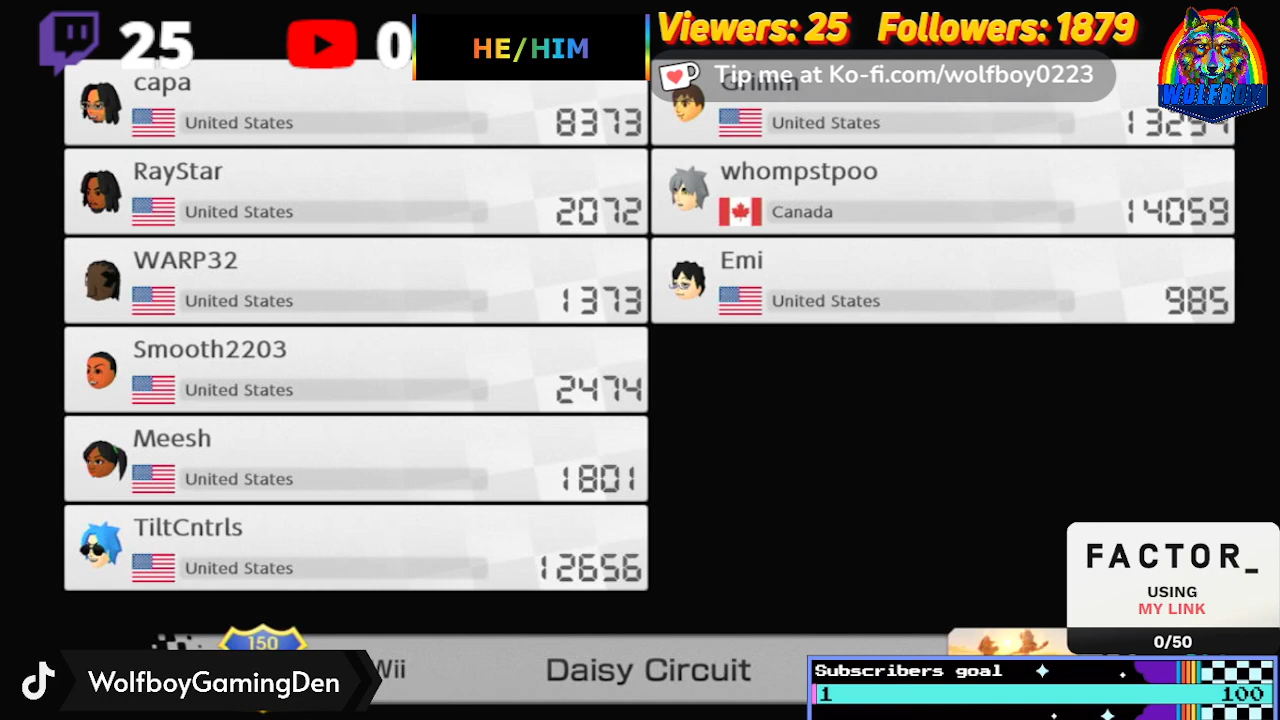 25
0
HE/HIM
Viewers: 25 Followers: 1879
Tip me at Ko-fi.com/wolfboy0223
WOLFBOY
capa
United States
8373
RayStar
United States
2072
WARP32
United States
1373
Smooth2203
United States
2474
Meesh
United States
1801
TiltCntrls
United States
12656
Grimm
United States
whompstpoo
Canada
14059
Emi
United States
985
FACTOR_
USING
MY LINK
0/50
150
Wii
Daisy Circuit
WolfboyGamingDen
Subscribers goal
1
100